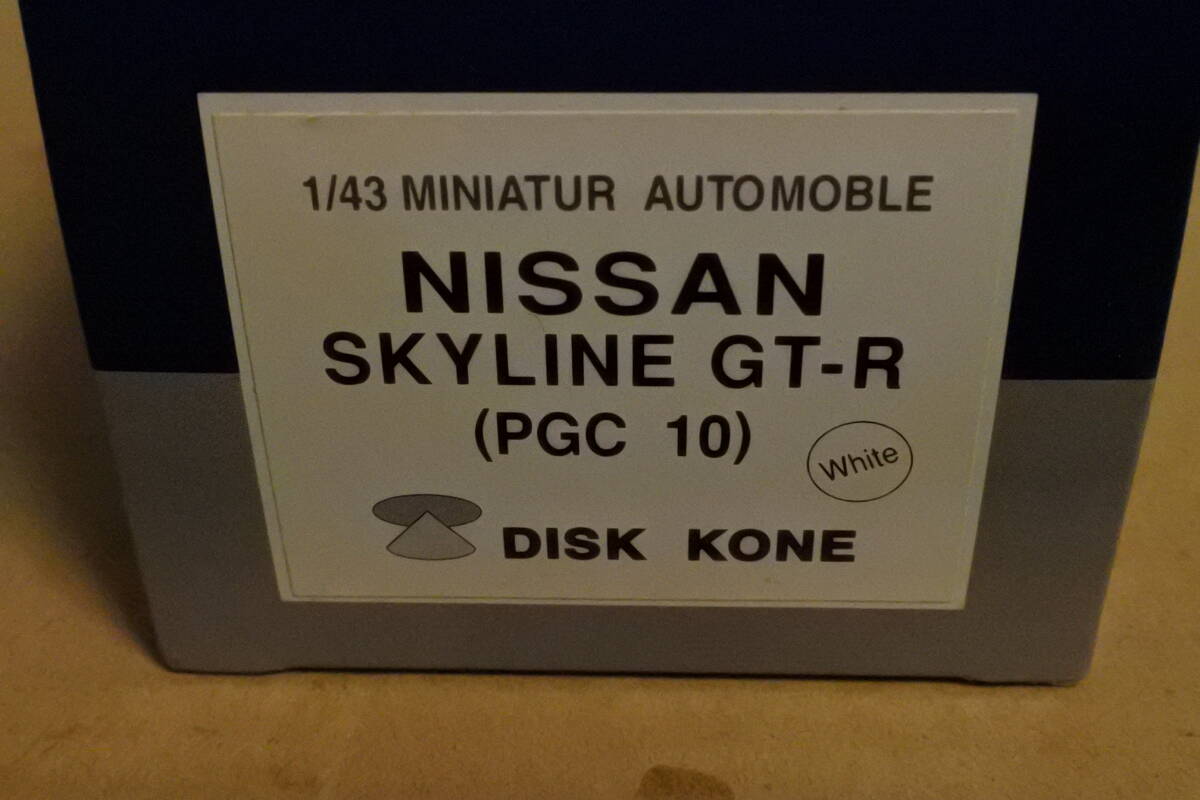 1/43 MINIATUR AUTOMOBLE
NISSAN
SKYLINE GT-R
(PGC 10)
White
DISK KONE